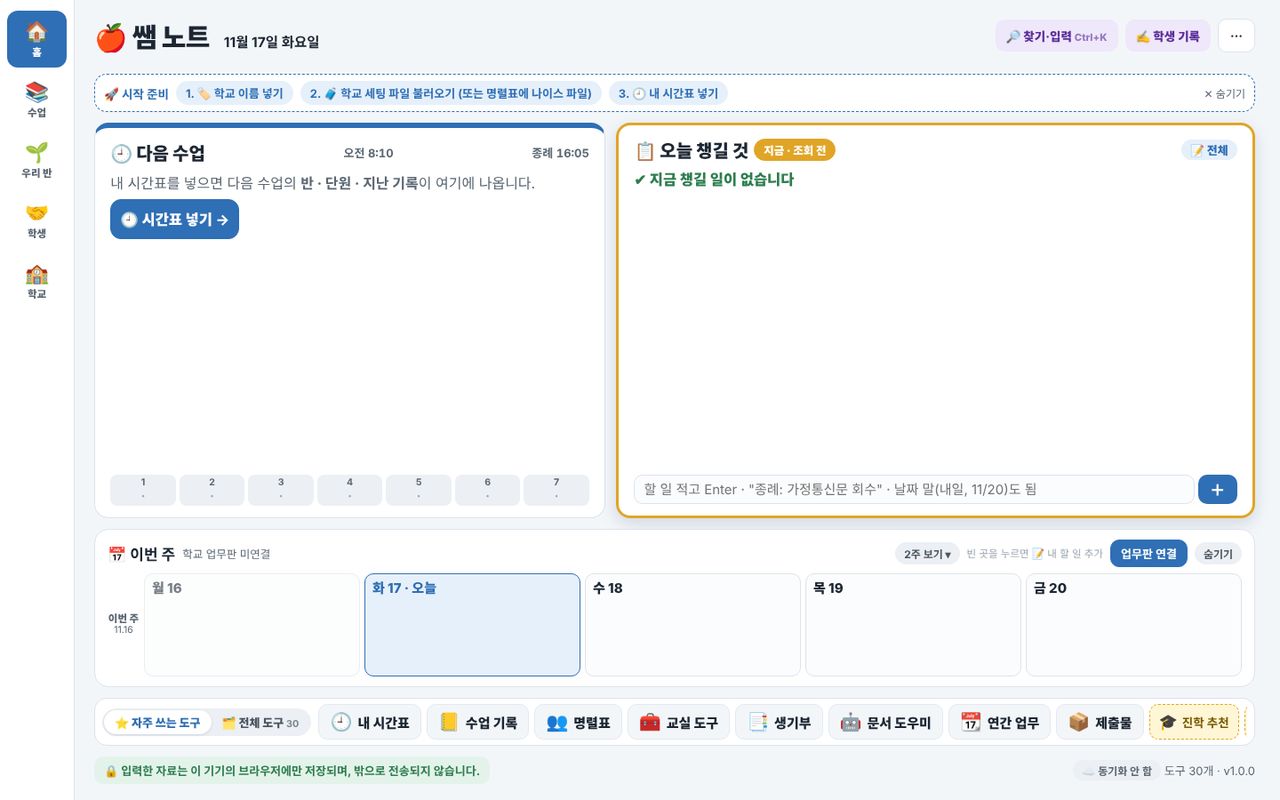 홈
수업
우리 반
학생
학교
쌤 노트 11월 17일 화요일
찾기·입력 Ctrl+K
학생 기록
···
시작 준비 1. 학교 이름 넣기 2. 학교 세팅 파일 불러오기 (또는 명렬표에 나이스 파일) 3. 내 시간표 넣기 × 숨기기
다음 수업 오전 8:10 종례 16:05
내 시간표를 넣으면 다음 수업의 반 · 단원 · 지난 기록이 여기에 나옵니다.
시간표 넣기 →
1 2 3 4 5 6 7
· · · · · · ·
오늘 챙길 것 지금 · 조회 전 전체
✔ 지금 챙길 일이 없습니다
할 일 적고 Enter · "종례: 가정통신문 회수" · 날짜 말(내일, 11/20)도 됨 +
이번 주 학교 업무판 미연결 2주 보기 ▾ 빈 곳을 누르면 📝 내 할 일 추가 업무판 연결 숨기기
이번 주
11.16
월 16 화 17 · 오늘 수 18 목 19 금 20
자주 쓰는 도구 전체 도구 30 내 시간표 수업 기록 명렬표 교실 도구 생기부 문서 도우미 연간 업무 제출물 진학 추천
입력한 자료는 이 기기의 브라우저에만 저장되며, 밖으로 전송되지 않습니다. 동기화 안 함 도구 30개 · v1.0.0